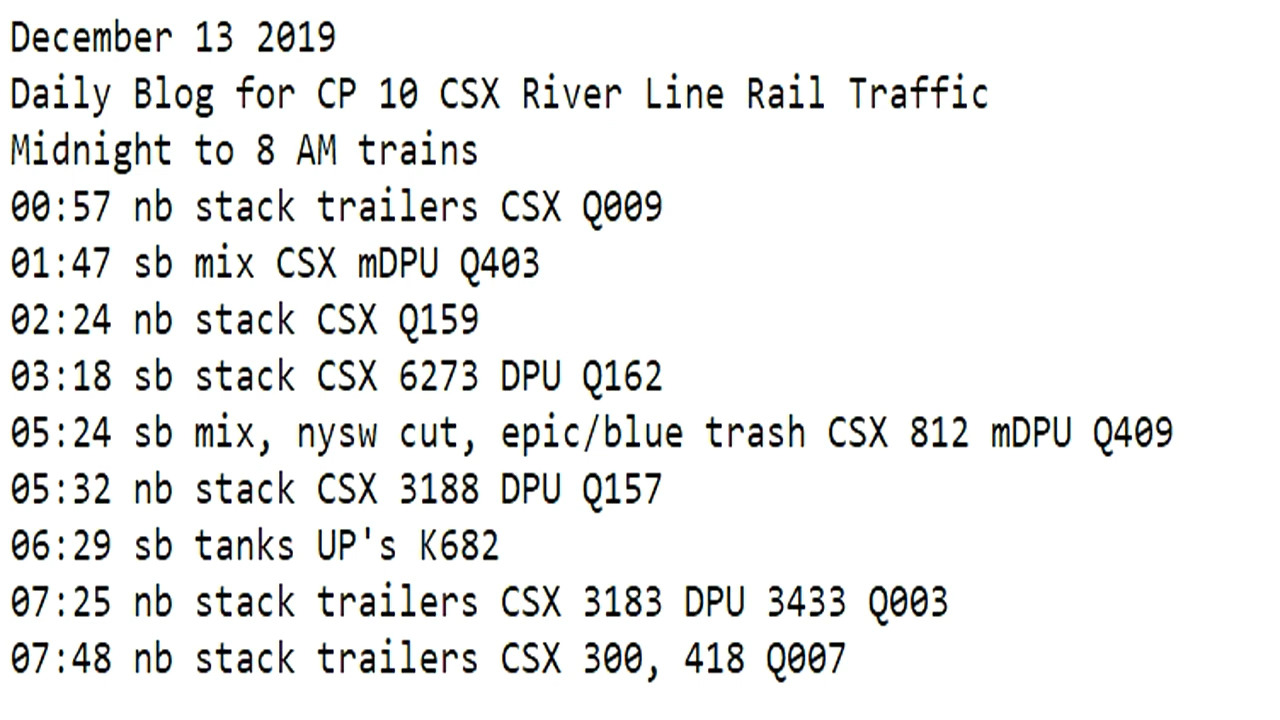 December 13 2019
Daily Blog for CP 10 CSX River Line Rail Traffic
Midnight to 8 AM trains
00:57 nb stack trailers CSX Q009
01:47 sb mix CSX mDPU Q403
02:24 nb stack CSX Q159
03:18 sb stack CSX 6273 DPU Q162
05:24 sb mix, nysw cut, epic/blue trash CSX 812 mDPU Q409
05:32 nb stack CSX 3188 DPU Q157
06:29 sb tanks UP's K682
07:25 nb stack trailers CSX 3183 DPU 3433 Q003
07:48 nb stack trailers CSX 300, 418 Q007